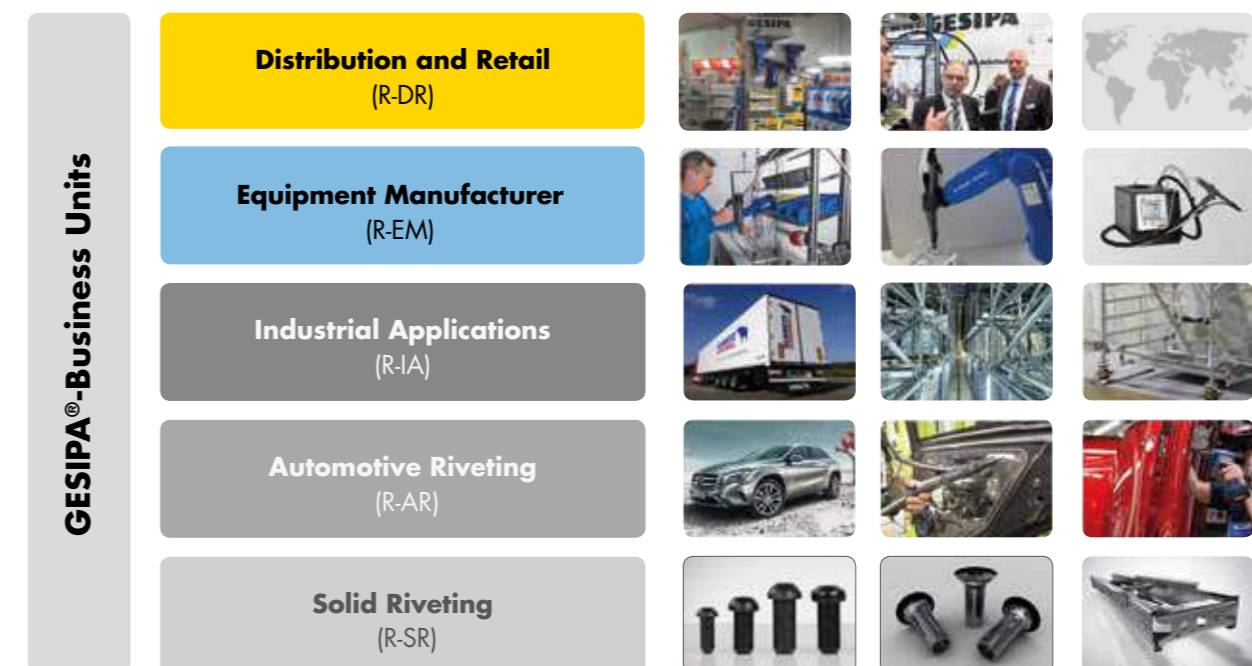 GESIPA®-Business Units
Distribution and Retail
(R-DR)
GESIPA
GESIPA
Equipment Manufacturer
(R-EM)
Industrial Applications
(R-IA)
Automotive Riveting
(R-AR)
Solid Riveting
(R-SR)